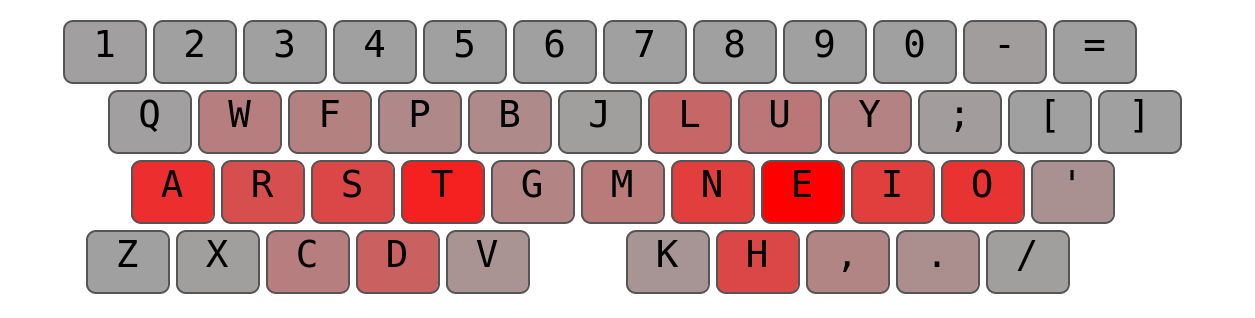 1 2 3 4 5 6 7 8 9 0 - =
Q W F P B J L U Y ; [ ]
A R S T G M N E I O '
Z X C D V K H , . /